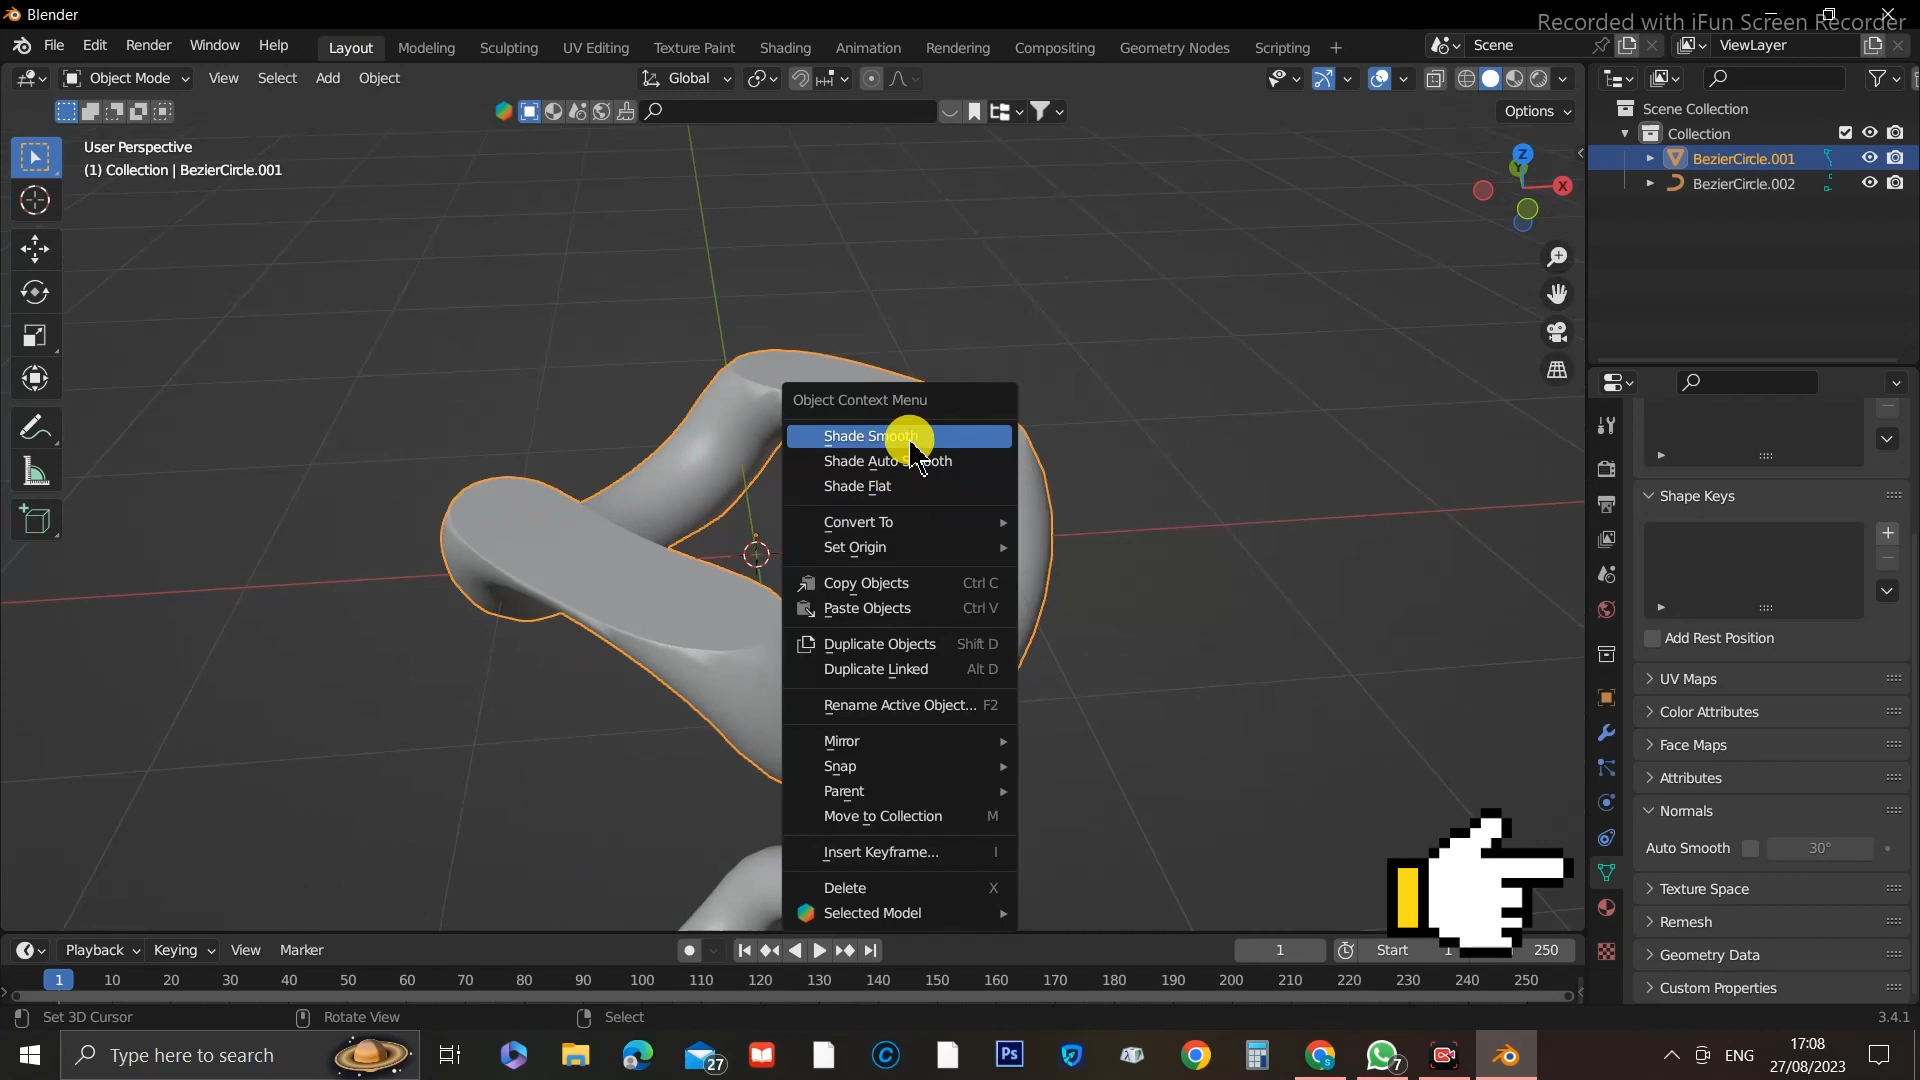 Blender
Recorded with iFun Screen Recorder
File Edit Render Window Help Layout Modeling Sculpting UV Editing Texture Paint Shading Animation Rendering Compositing Geometry Nodes Scripting + Scene ViewLayer
Object Mode View Select Add Object Global
Options
User Perspective
(1) Collection | BezierCircle.001
Z
Y
X
Scene Collection
Collection
BezierCircle.001
BezierCircle.002
Object Context Menu
Shade Smooth
Shade Auto Smooth
Shade Flat
Convert To
Set Origin
Copy Objects Ctrl C
Paste Objects Ctrl V
Duplicate Objects Shift D
Duplicate Linked Alt D
Rename Active Object... F2
Mirror
Snap
Parent
Move to Collection M
Insert Keyframe... I
Delete X
Selected Model
Shape Keys
Add Rest Position
UV Maps
Color Attributes
Face Maps
Attributes
Normals
Auto Smooth 30°
Texture Space
Remesh
Geometry Data
Custom Properties
Playback Keying View Marker 1 Start 1 250
1 10 20 30 40 50 60 70 80 90 100 110 120 130 140 150 160 170 180 190 200 210 220 230 240 250
Set 3D Cursor Rotate View Select 3.4.1
Type here to search 27 Ps 7 ENG
17:08
27/08/2023